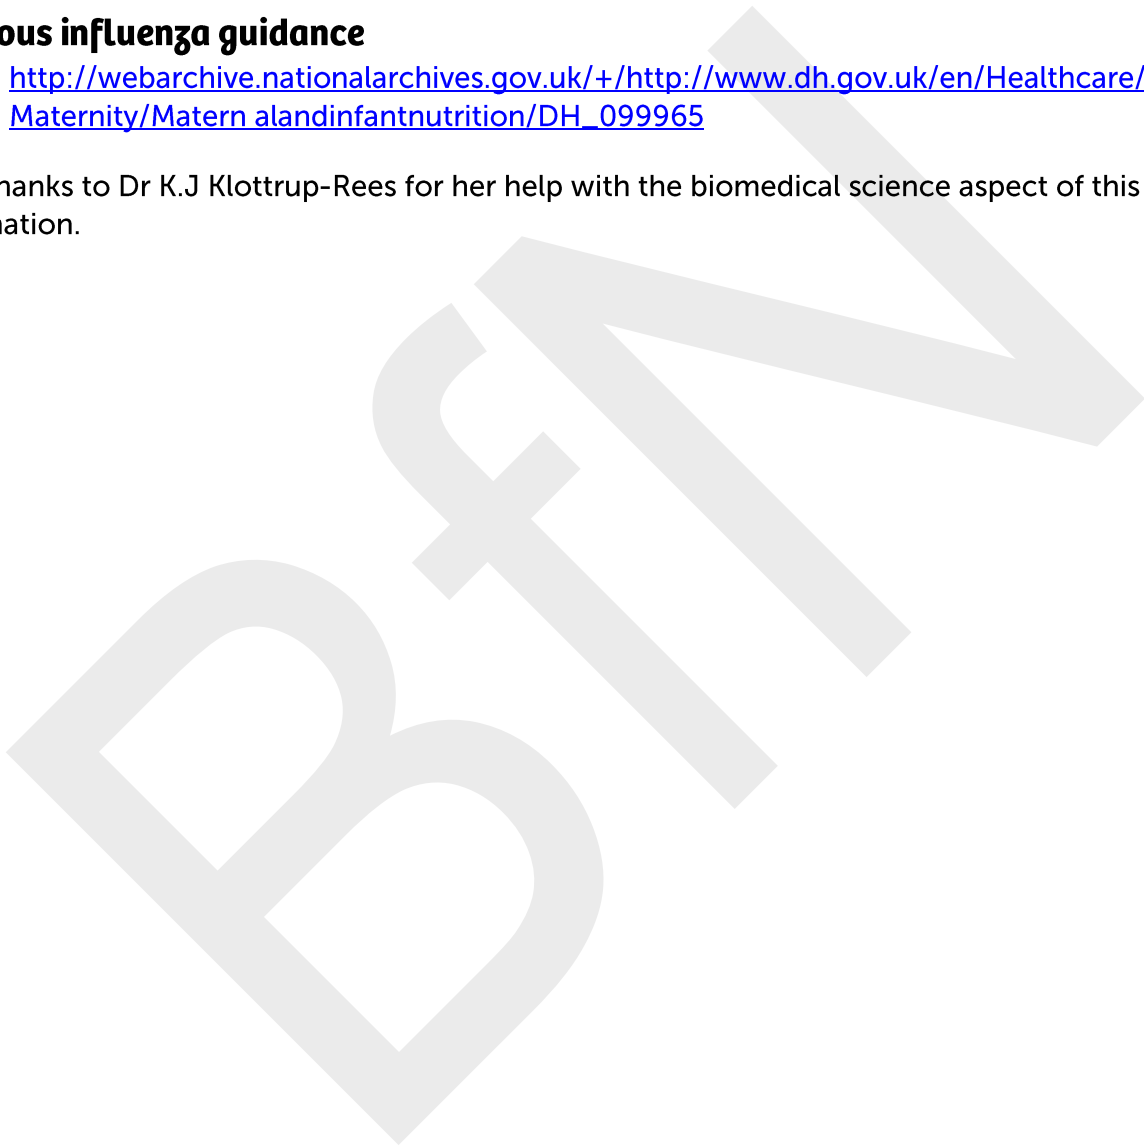 ous influenza guidance
http://webarchive.nationalarchives.gov.uk/+/http://www.dh.gov.uk/en/Healthcare/
Maternity/Matern alandinfantnutrition/DH_099965
hanks to Dr K.J Klottrup-Rees for her help with the biomedical science aspect of this
nation.
BfN